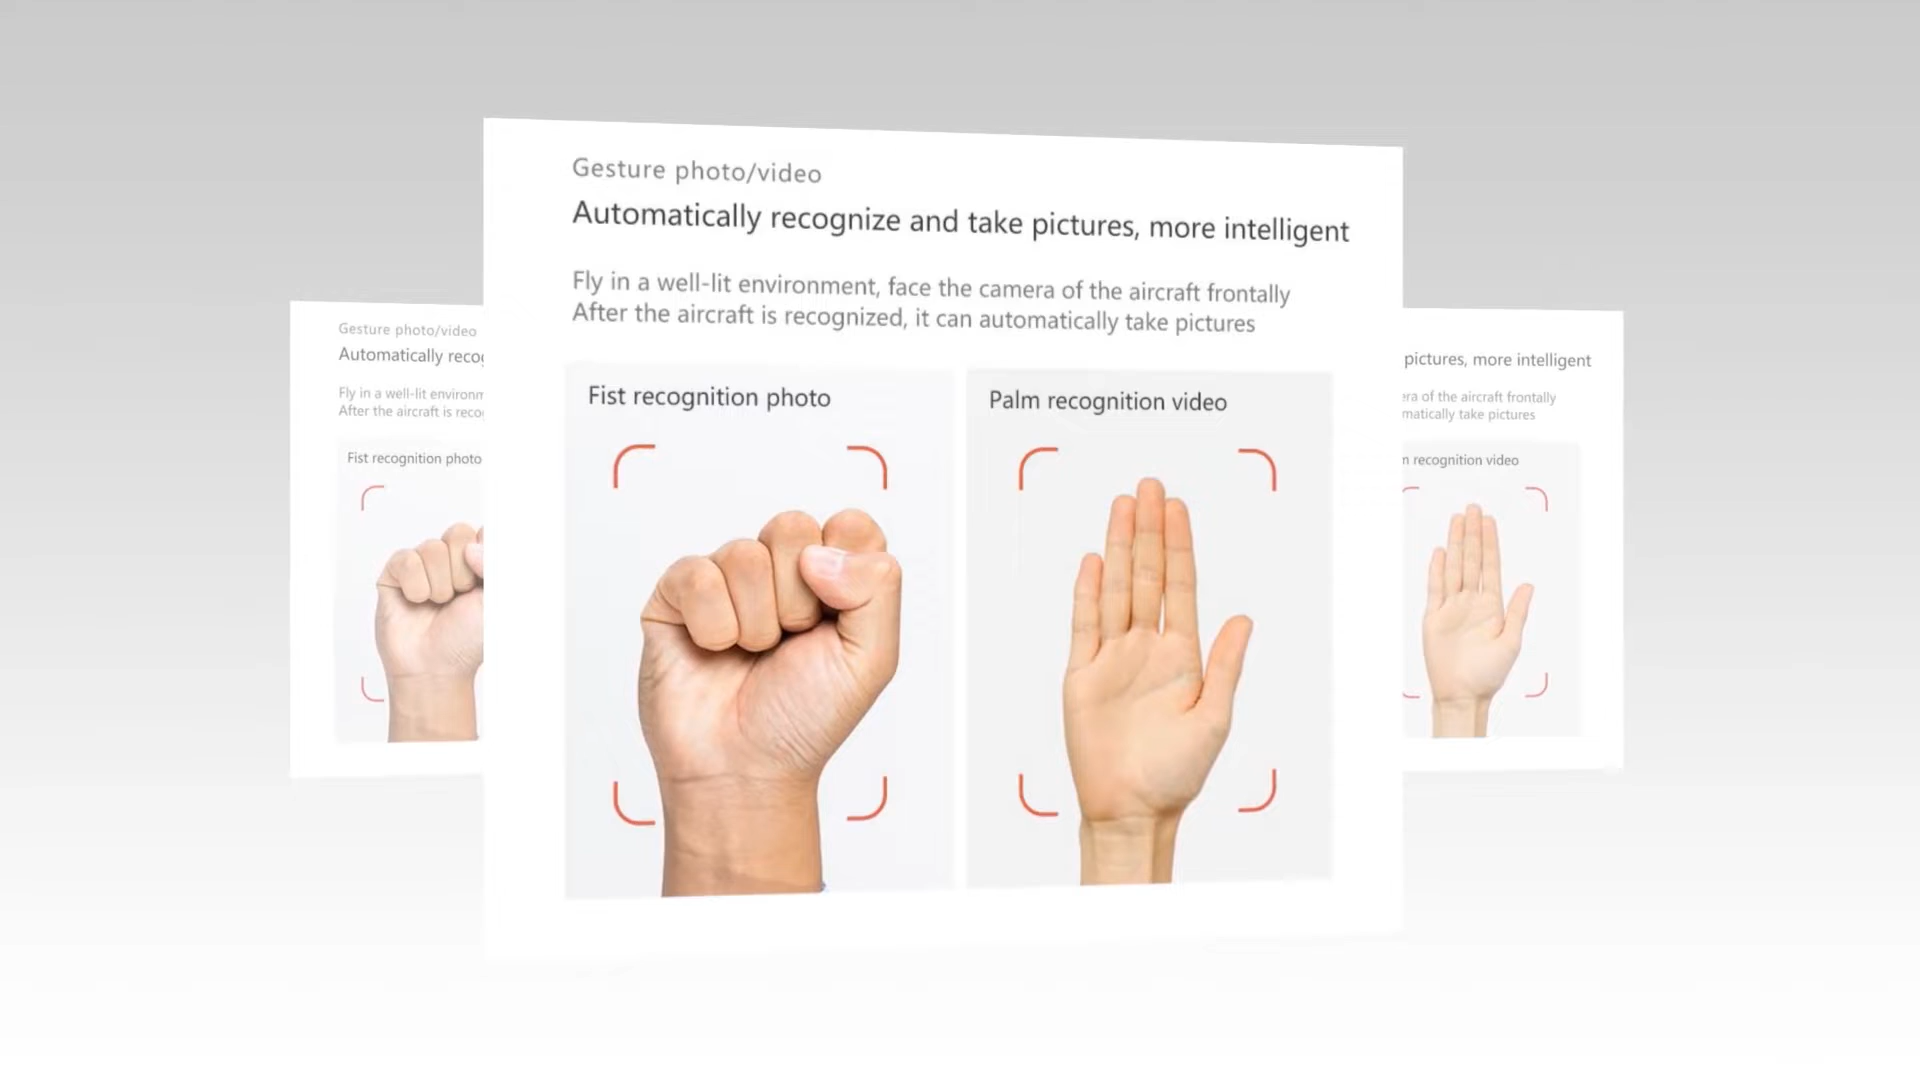 Gesture photo/video
Automatically recognize and take pictures, more intelligent
Fly in a well-lit environment, face the camera of the aircraft frontally
After the aircraft is recognized, it can automatically take pictures
Fist recognition photo
Palm recognition video
Gesture photo/video
Automatically recog
Fly in a well-lit environm
After the aircraft is reco
Fist recognition photo
pictures, more intelligent
era of the aircraft frontally
matically take pictures
recognition video